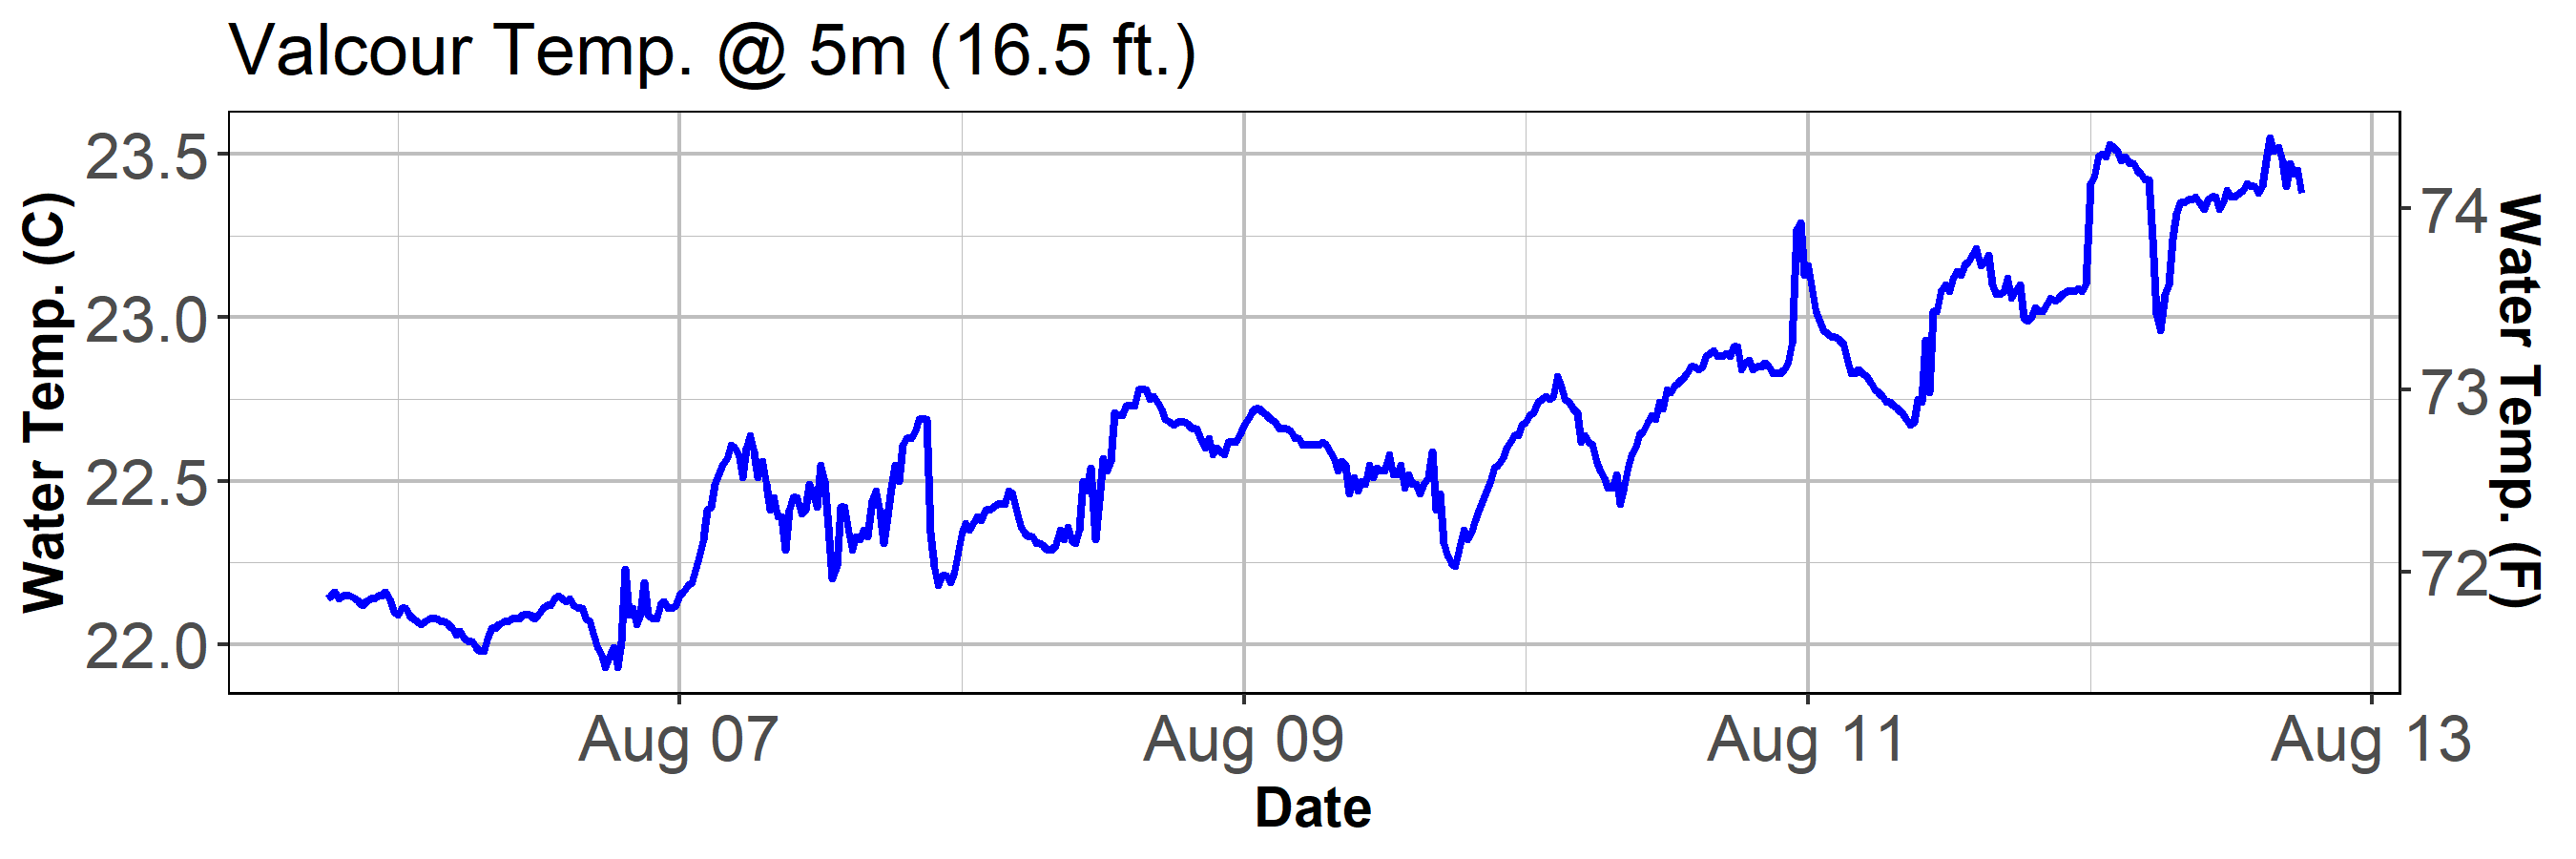 Valcour Temp. @ 5m (16.5 ft.)
Water Temp. (C)
23.5
23.0
22.5
22.0
74
73
72
Water Temp. (F)
Aug 07 Aug 09 Aug 11 Aug 13
Date